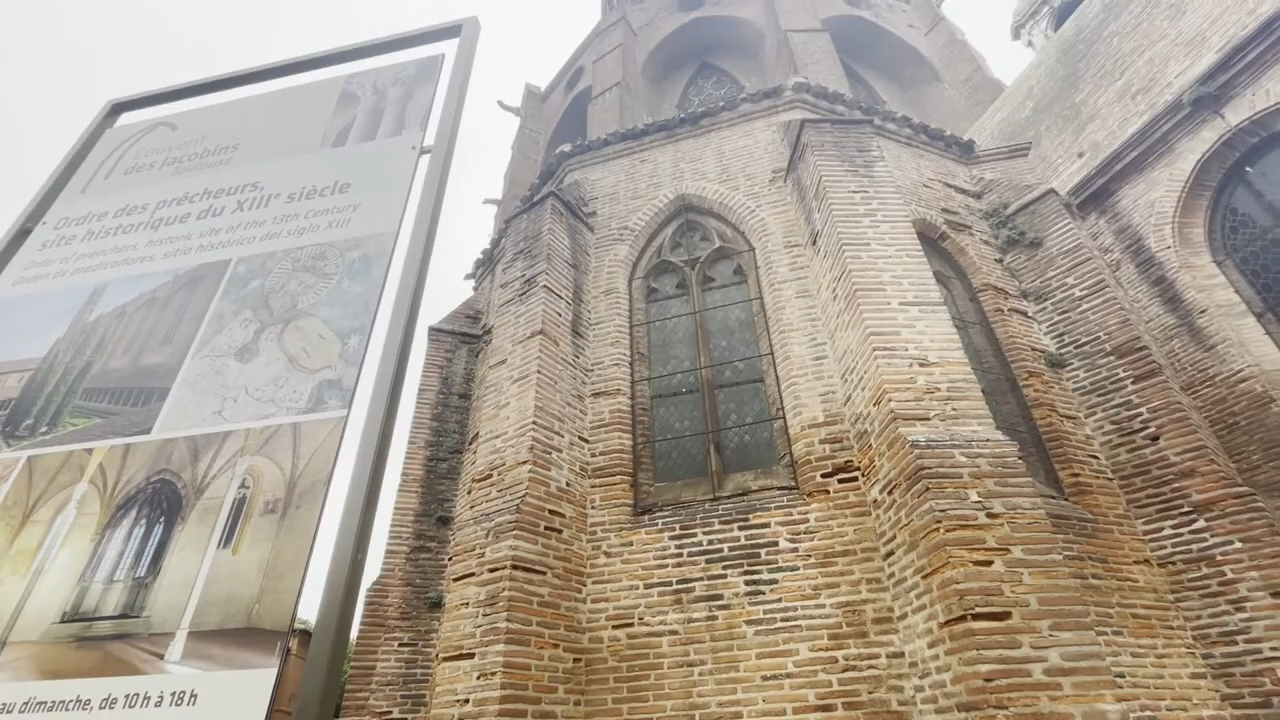 Couvent
des Jacobins
Toulouse
Ordre des prêcheurs,
site historique du XIIIᵉ siècle
Order of preachers, historic site of the 13th Century
Orden de predicadores, sitio histórico del siglo XIII
au dimanche, de 10 h à 18 h